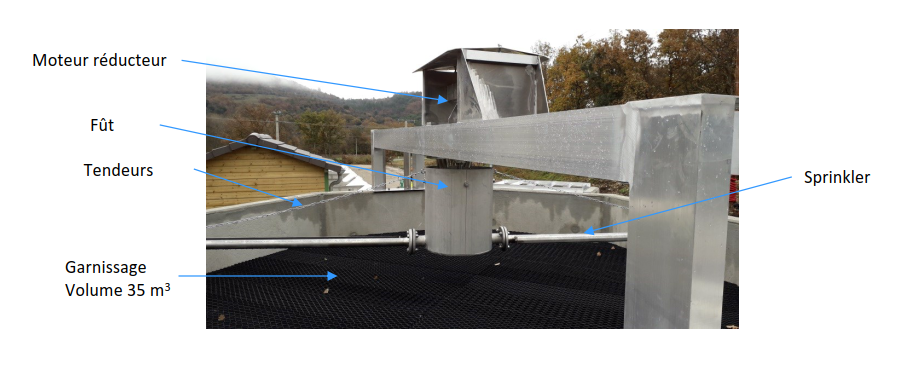 Moteur réducteur
Fût
Tendeurs
Sprinkler
Garnissage
Volume 35 m³